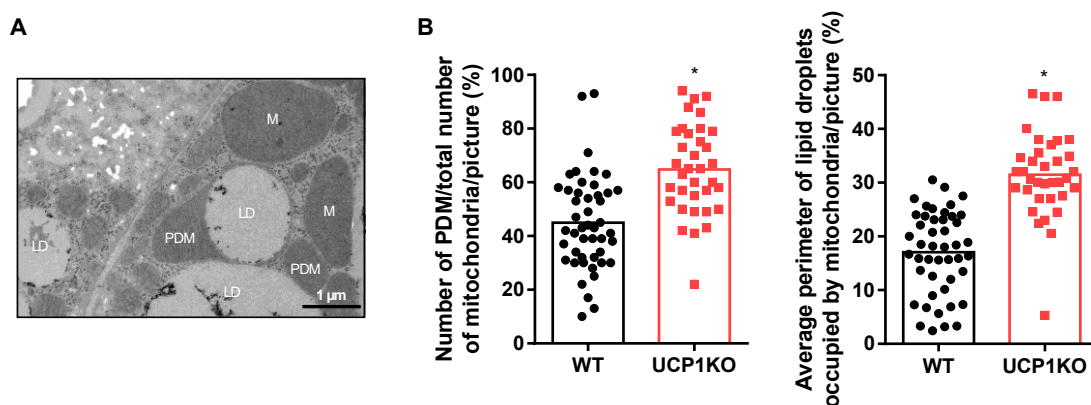 A
M
LD
M
PDM
LD
PDM
LD
1 µm
B
Number of PDM/total number
of mitochondria/picture (%)
100
80
60
40
20
0
*
WT
UCP1KO
Average perimeter of lipid droplets
occupied by mitochondria/picture (%)
50
40
30
20
10
0
*
WT
UCP1KO